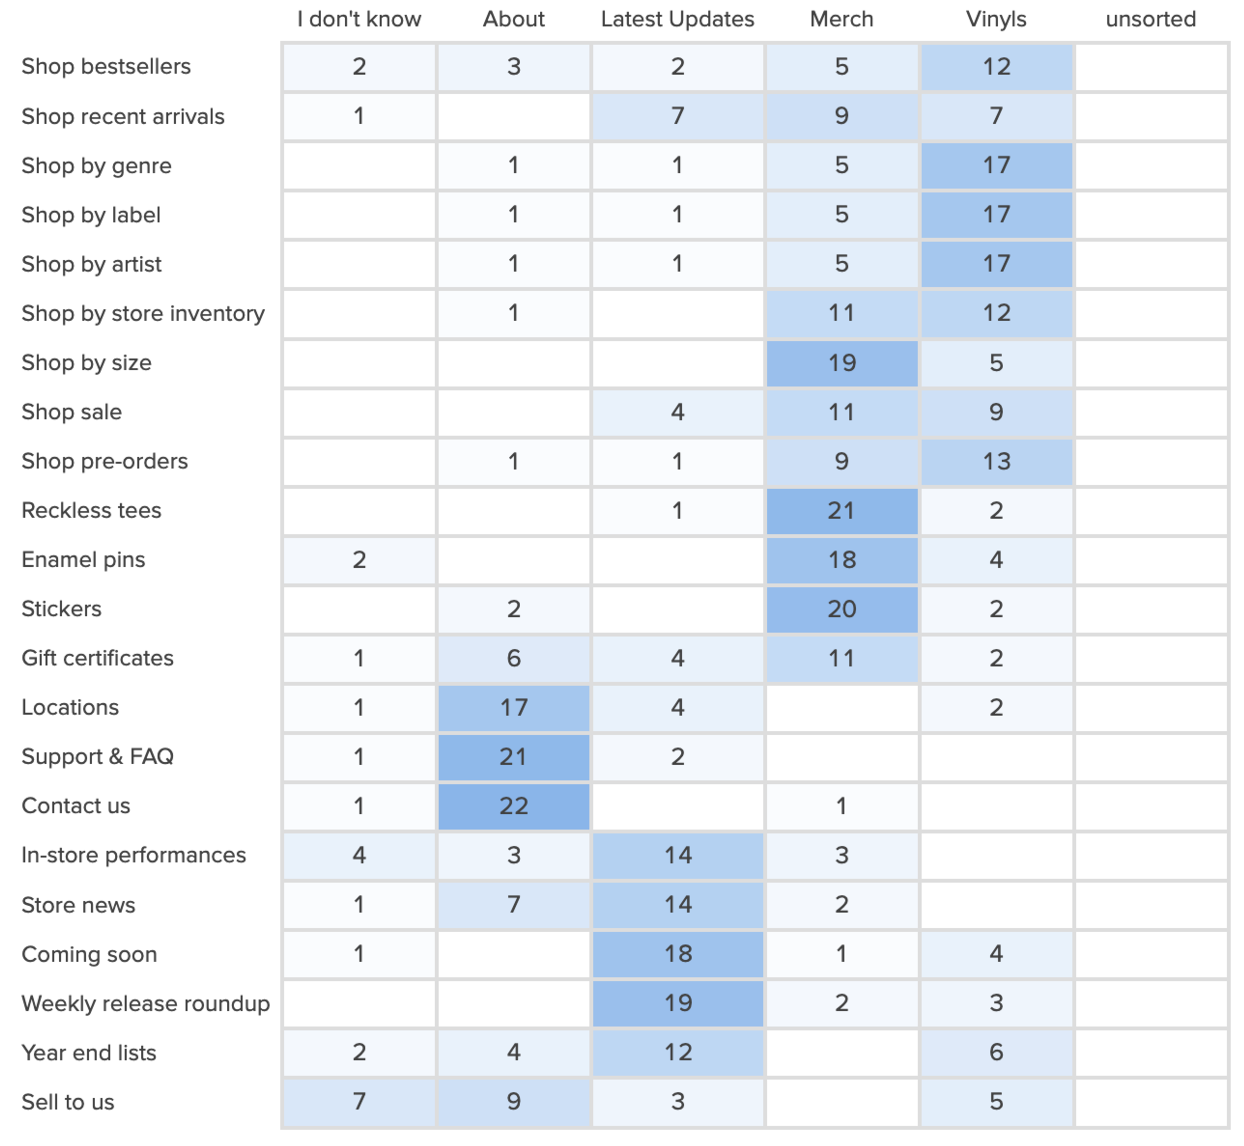 I don't know About Latest Updates Merch Vinyls unsorted
Shop bestsellers 2 3 2 5 12
Shop recent arrivals 1 7 9 7
Shop by genre 1 1 5 17
Shop by label 1 1 5 17
Shop by artist 1 1 5 17
Shop by store inventory 1 11 12
Shop by size 19 5
Shop sale 4 11 9
Shop pre-orders 1 1 9 13
Reckless tees 1 21 2
Enamel pins 2 18 4
Stickers 2 20 2
Gift certificates 1 6 4 11 2
Locations 1 17 4 2
Support & FAQ 1 21 2
Contact us 1 22 1
In-store performances 4 3 14 3
Store news 1 7 14 2
Coming soon 1 18 1 4
Weekly release roundup 19 2 3
Year end lists 2 4 12 6
Sell to us 7 9 3 5